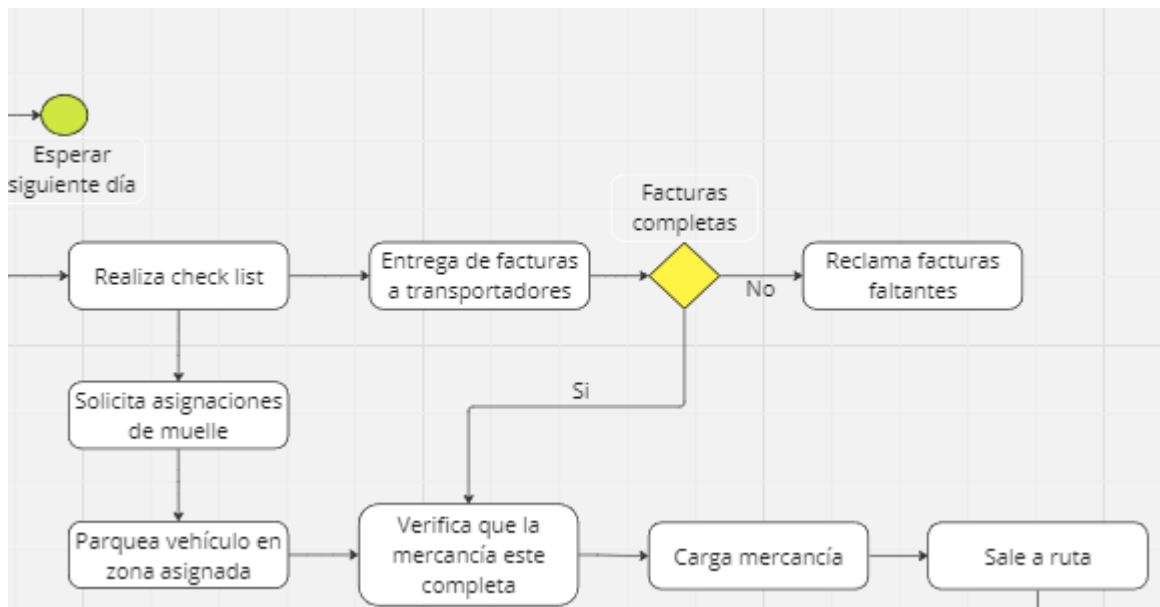 Esperar
siguiente día
Facturas
completas
Realiza check list
Entrega de facturas
a transportadores
No
Reclama facturas
faltantes
Si
Solicita asignaciones
de muelle
Parquea vehículo en
zona asignada
Verifica que la
mercancía este
completa
Carga mercancía
Sale a ruta